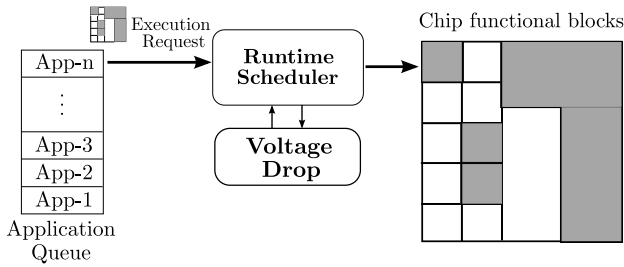 Execution
Request
Chip functional blocks
App-n
Runtime
Scheduler
⋮
App-3
App-2
App-1
Voltage
Drop
Application
Queue